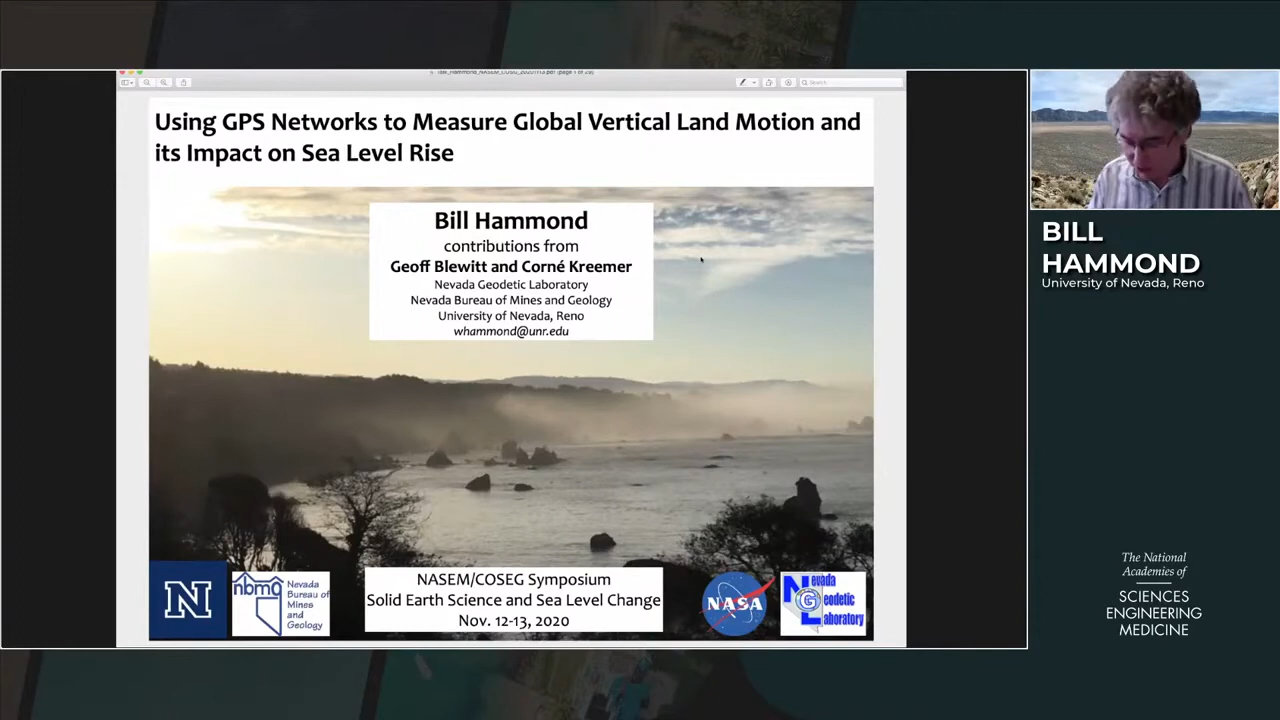 Using GPS Networks to Measure Global Vertical Land Motion and
its Impact on Sea Level Rise
Bill Hammond
contributions from
Geoff Blewitt and Corné Kreemer
Nevada Geodetic Laboratory
Nevada Bureau of Mines and Geology
University of Nevada, Reno
whammond@unr.edu
N
nbmg
Nevada
Bureau of
Mines
and
Geology
NASEM/COSEG Symposium
Solid Earth Science and Sea Level Change
Nov. 12-13, 2020
NASA
Nevada
Geodetic
Laboratory
BILL
HAMMOND
University of Nevada, Reno
The National
Academies of
SCIENCES
ENGINEERING
MEDICINE
Search